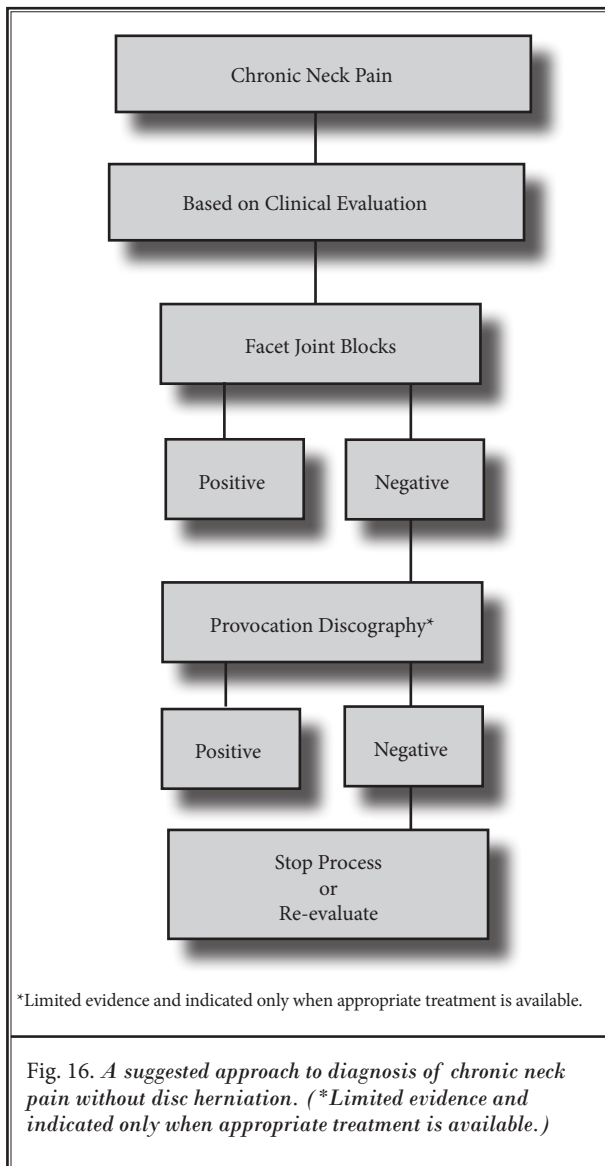 Chronic Neck Pain
Based on Clinical Evaluation
Facet Joint Blocks
Positive
Negative
Provocation Discography*
Positive
Negative
Stop Process
or
Re-evaluate
*Limited evidence and indicated only when appropriate treatment is available.
Fig. 16. A suggested approach to diagnosis of chronic neck
pain without disc herniation. (*Limited evidence and
indicated only when appropriate treatment is available.)